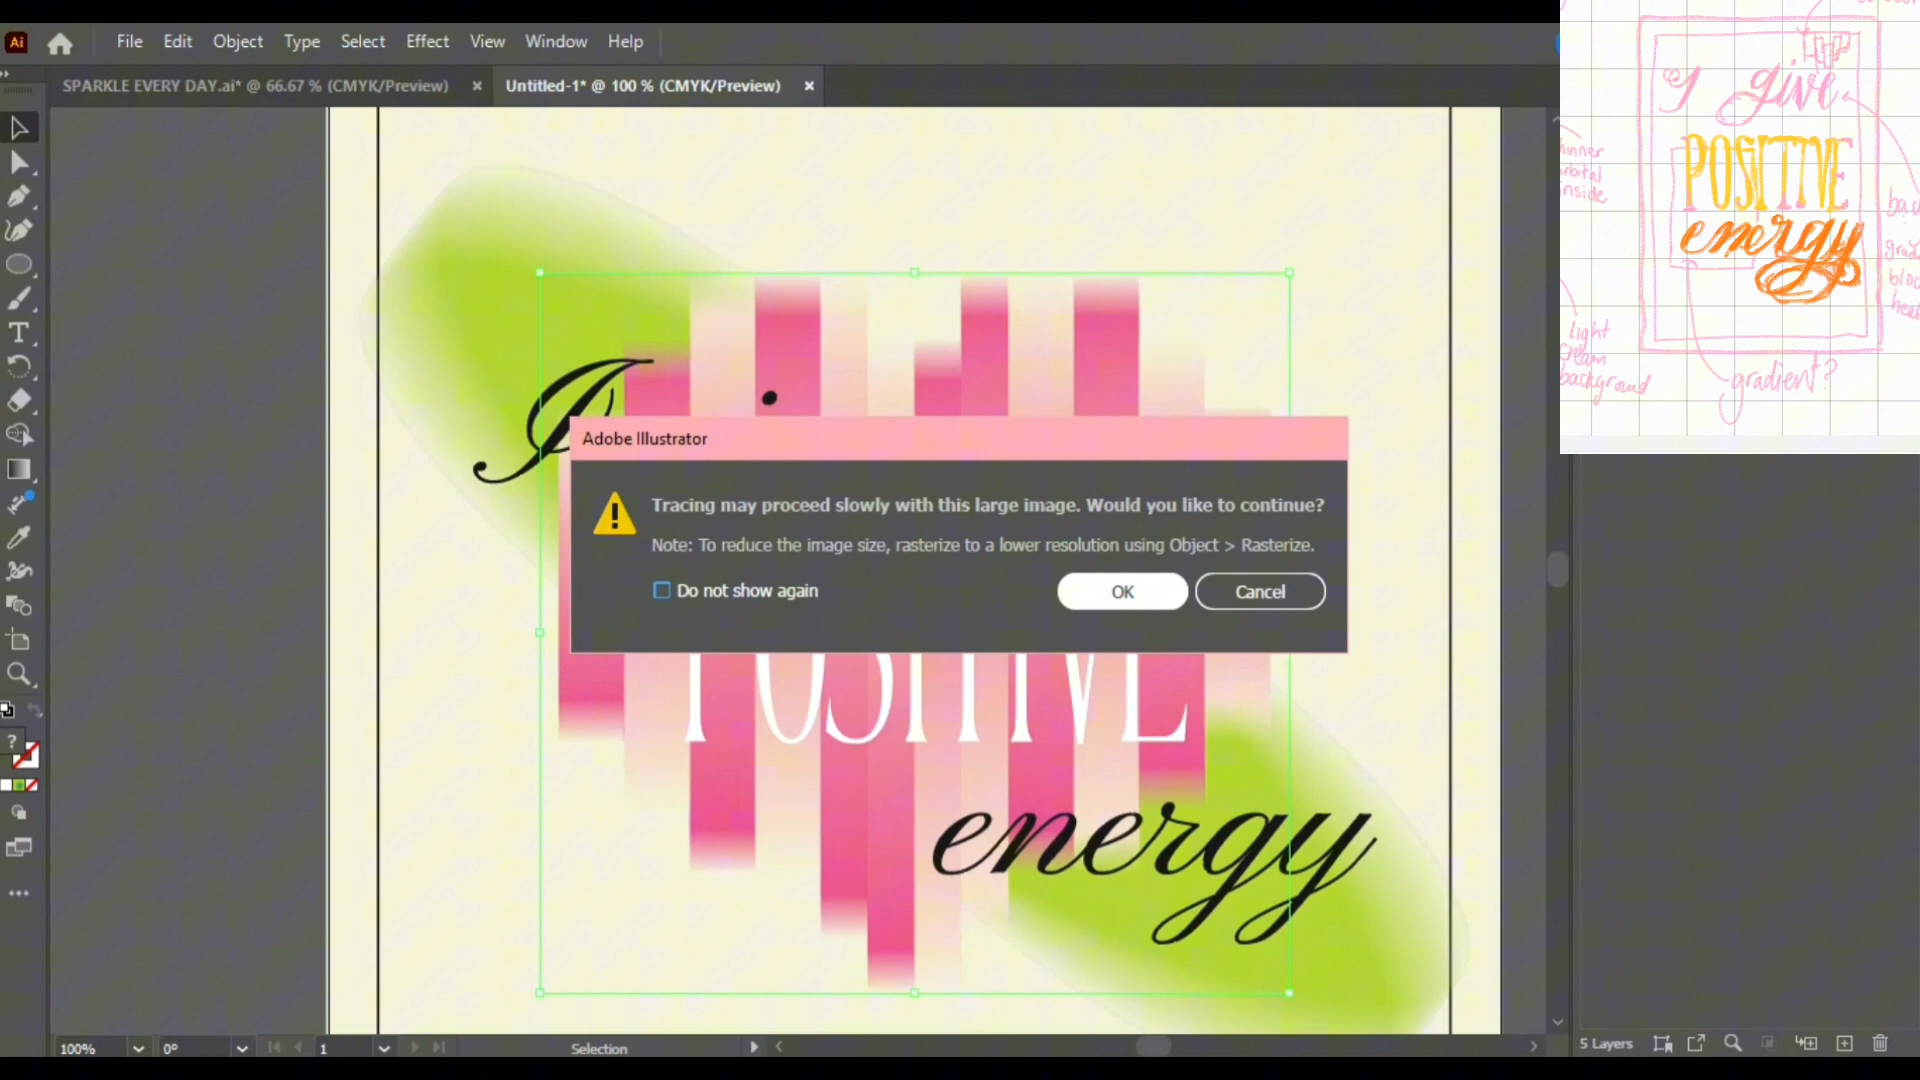 Ai File Edit Object Type Select Effect View Window Help
SPARKLE EVERY DAY.ai* @ 66.67 % (CMYK/Preview) × Untitled-1* @ 100 % (CMYK/Preview) ×
I
Adobe Illustrator
Tracing may proceed slowly with this large image. Would you like to continue?
Note: To reduce the image size, rasterize to a lower resolution using Object > Rasterize.
Do not show again OK Cancel
POSITIVE
energy
100% 0° 1 Selection
5 Layers
I give
POSITIVE
energy
inside
light
cream
background
gradient?